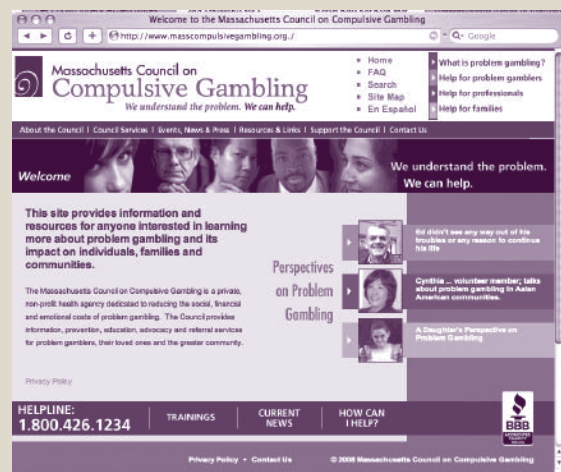 Welcome to the Massachusetts Council on Compulsive Gambling
http://www.masscompulsivegambling.org./
Google
Massachusetts Council on
Compulsive Gambling
We understand the problem. We can help.
Home
FAQ
Search
Site Map
En Español
What is problem gambling?
Help for problem gamblers
Help for professionals
Help for families
About the Council | Council Services | Events, News & Press | Resources & Links | Support the Council | Contact Us
Welcome
We understand the problem.
We can help.
This site provides information and
resources for anyone interested in learning
more about problem gambling and its
impact on individuals, families and
communities.
The Massachusetts Council on Compulsive Gambling is a private,
non-profit health agency dedicated to reducing the social, financial
and emotional costs of problem gambling. The Council provides
information, prevention, education, advocacy and referral services
for problem gamblers, their loved ones and the greater community.
Privacy Policy
Perspectives
on Problem
Gambling
Ed didn't see any way out of his
troubles or any reason to continue
his life
Cynthia ... volunteer member; talks
about problem gambling in Asian
American communities.
A Daughter's Perspective on
Problem Gambling
HELPLINE:
1.800.426.1234
TRAININGS
CURRENT
NEWS
HOW CAN
I HELP?
BBB
Privacy Policy • Contact Us
© 2008 Massachusetts Council on Compulsive Gambling